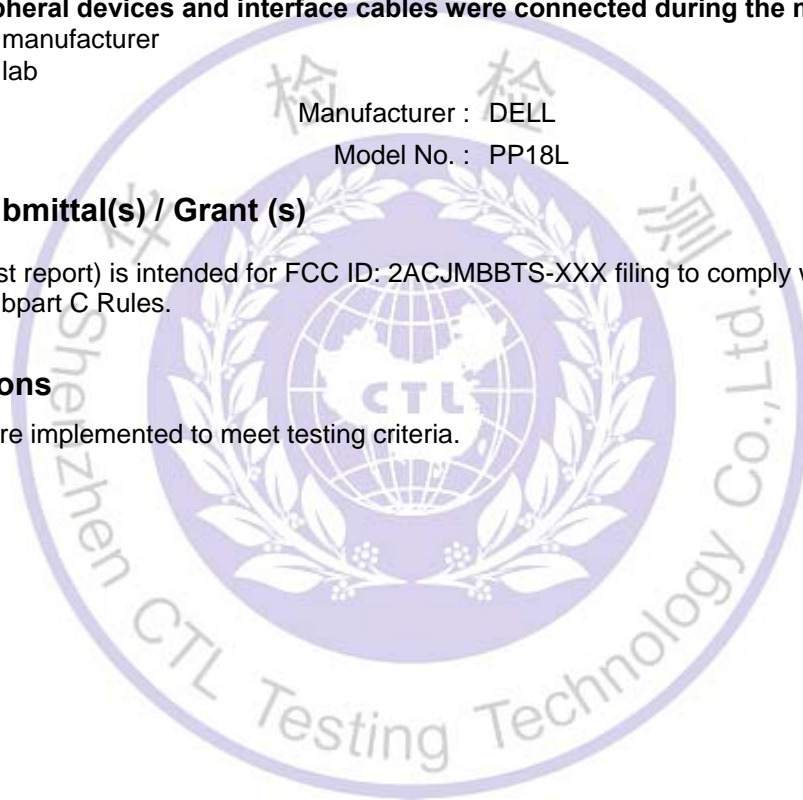 pheral devices and interface cables were connected during the m
manufacturer
lab
Manufacturer : DELL
Model No. : PP18L
bmittal(s) / Grant (s)
st report) is intended for FCC ID: 2ACJMBBTS-XXX filing to comply w
bpart C Rules.
ons
re implemented to meet testing criteria.
华 检 检 测
Shenzhen CTL Testing Technology Co., Ltd.
CTL